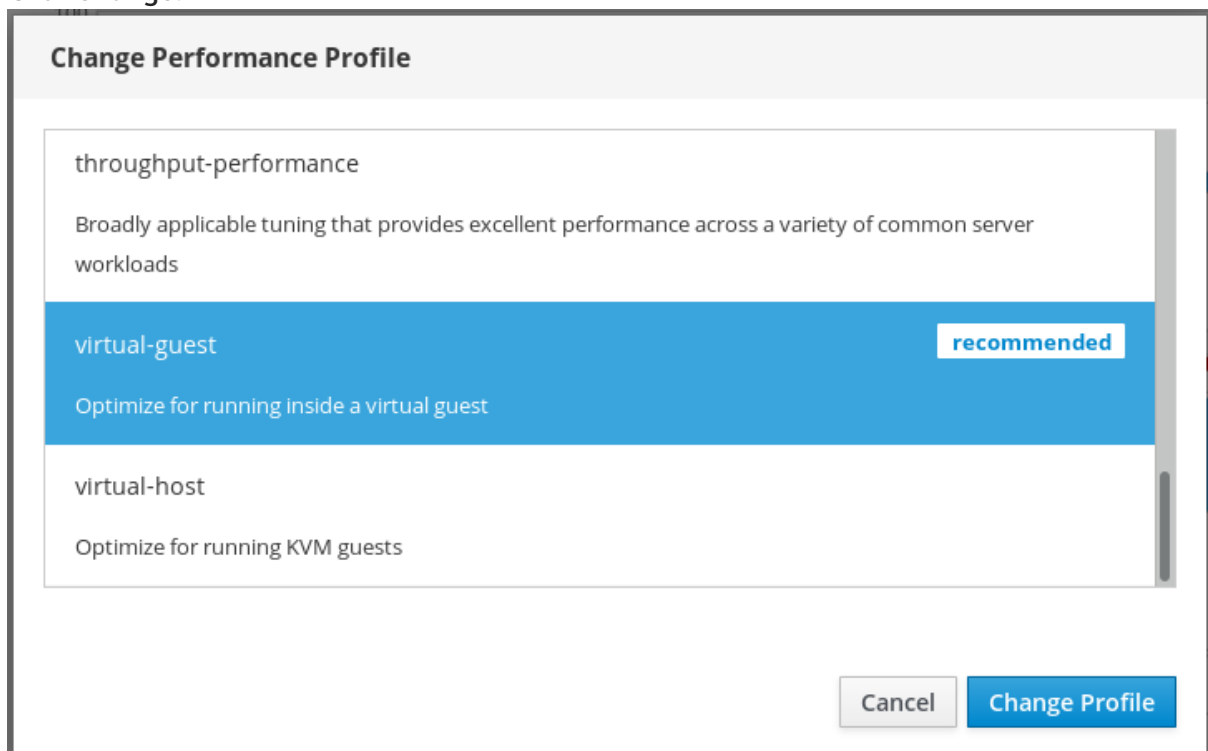 Change Performance Profile
throughput-performance
Broadly applicable tuning that provides excellent performance across a variety of common server
workloads
virtual-guest
recommended
Optimize for running inside a virtual guest
virtual-host
Optimize for running KVM guests
Cancel
Change Profile